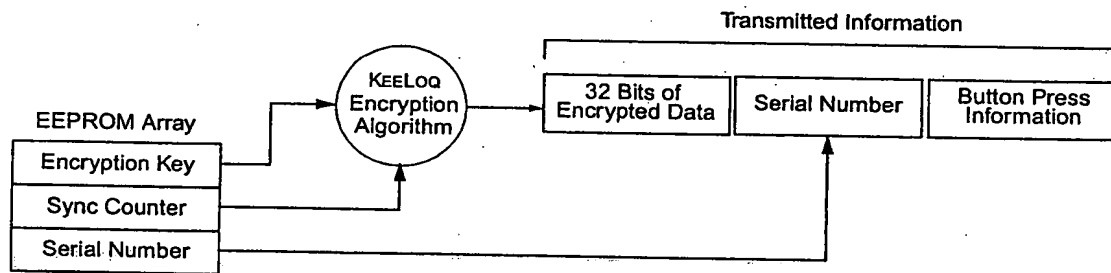 Transmitted Information
KEELOQ
Encryption
Algorithm
32 Bits of
Encrypted Data
Serial Number
Button Press
Information
EEPROM Array
Encryption Key
Sync Counter
Serial Number